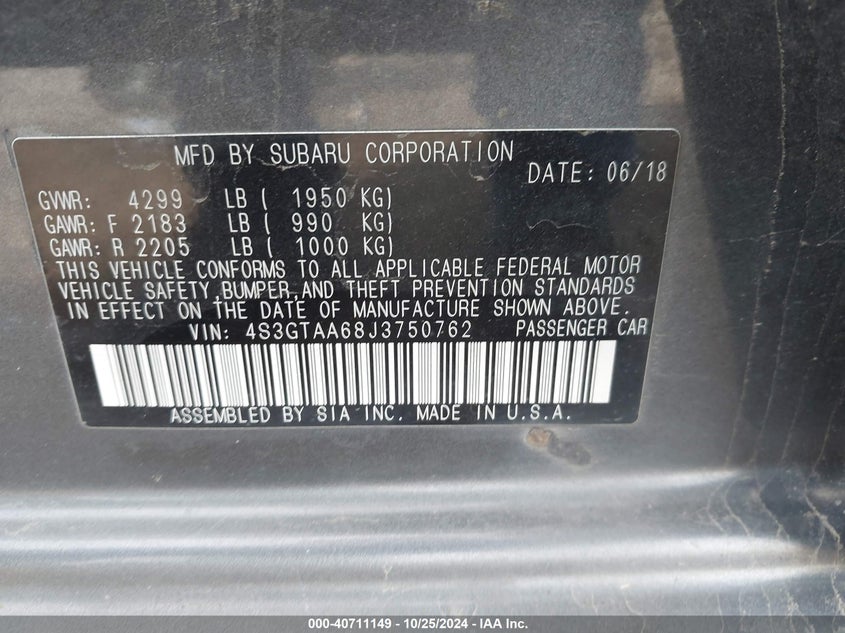 MFD BY SUBARU CORPORATION
DATE: 06/18
GVWR: 4299 LB ( 1950 KG)
GAWR: F 2183 LB ( 990 KG)
GAWR: R 2205 LB ( 1000 KG)
THIS VEHICLE CONFORMS TO ALL APPLICABLE FEDERAL MOTOR
VEHICLE SAFETY,BUMPER,AND THEFT PREVENTION STANDARDS
IN EFFECT ON THE DATE OF MANUFACTURE SHOWN ABOVE.
VIN: 4S3GTAA68J3750762 PASSENGER CAR
ASSEMBLED BY SIA INC. MADE IN U.S.A.
000-40711149 - 10/25/2024 - IAA Inc.